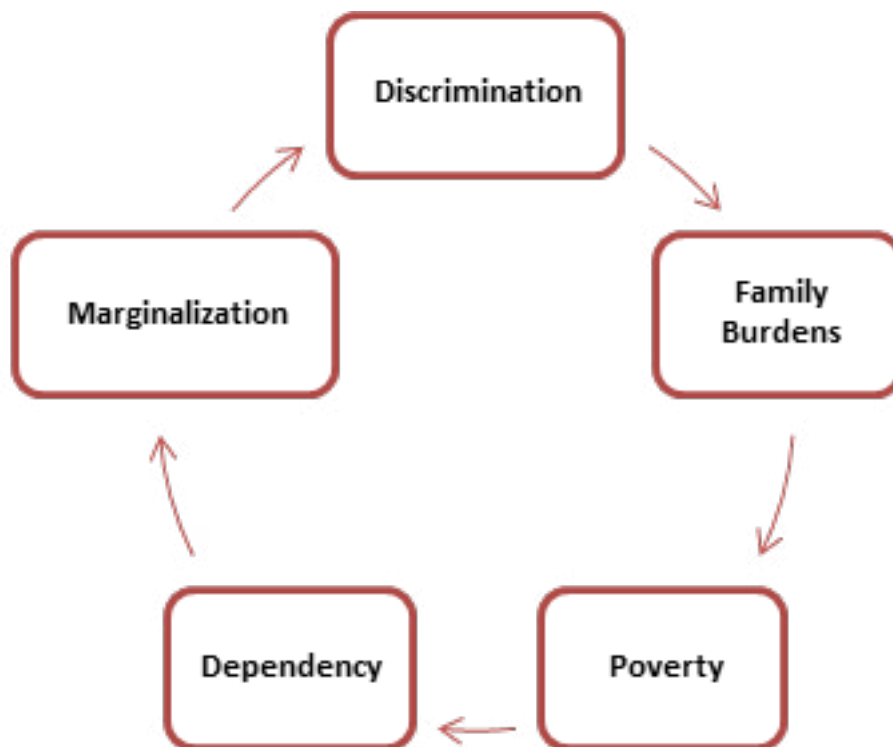 Discrimination
Family
Burdens
Poverty
Dependency
Marginalization